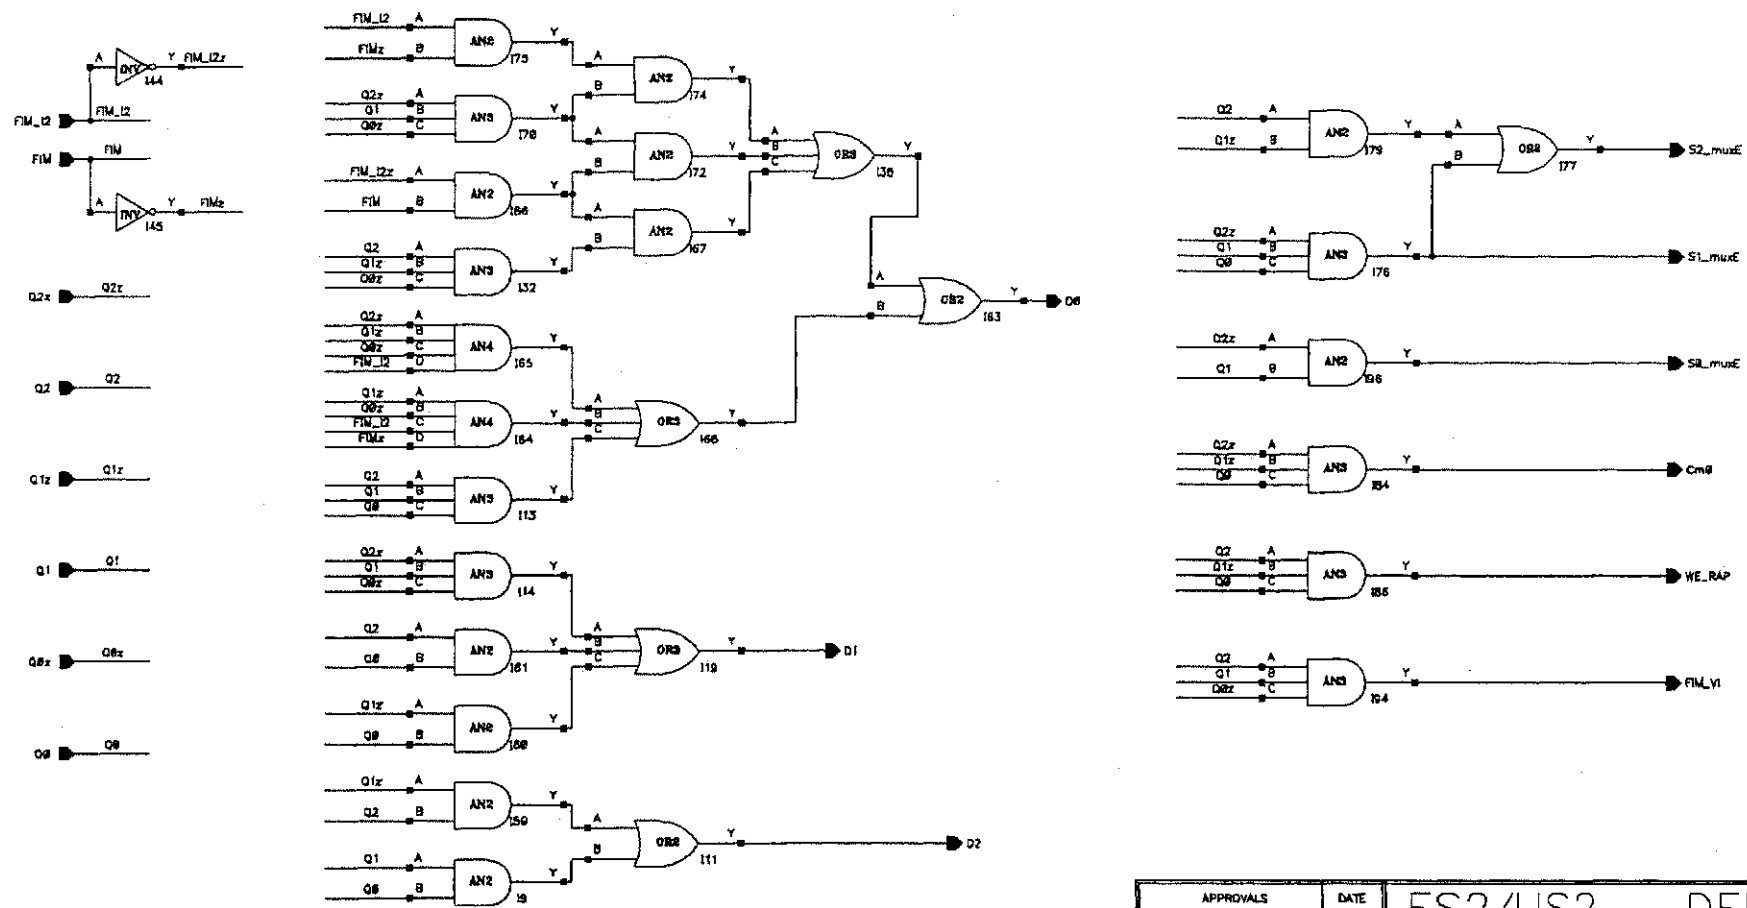 A INV Y FIM_I2z
I44
FIM_I2 FIM_I2
FIM FIM
A INV Y FIMz
I45
Q2z Q2z
Q2 Q2
Q1z Q1z
Q1 Q1
Q0z Q0z
Q0 Q0
FIM_I2 A
FIMz B
AN2 Y
I75
Q2z A
Q1 B
Q0z C
AN3 Y
I70
FIM_I2z A
FIM B
AN2 Y
Q2 A
Q1z B
Q0z C
AN3 Y
I32
A
B
AN2 Y
I74
A
B
AN2 Y
I72
A
B
AN2 Y
I67
A
B
C
OR3 Y
Q2z A
Q1z B
Q0z C
FIM_I2 D
AN4 Y
I65
Q1z A
Q0z B
FIM_I2 C
FIMz D
AN4 Y
I64
Q2 A
Q1 B
Q0 C
AN3 Y
I13
A
B
C
OR3 Y
A
B
OR2 Y D0
I63
Q2z A
Q1 B
Q0z C
AN3 Y
I14
Q2 A
Q0 B
AN2 Y
I61
Q1z A
Q0 B
AN2 Y
I60
A
B
C
OR3 Y D1
Q1z A
Q2 B
AN2 Y
I59
Q1 A
Q0 B
AN2 Y
I9
A
B
OR2 Y D2
I11
Q2 A
Q1z B
AN2 Y
I79
A
B
OR2 Y S2_muxE
I77
Q2z A
Q1 B
Q0 C
AN3 Y S1_muxE
I76
Q2z A
Q1 B
AN2 Y S0_muxE
Q2z A
Q1z B
Q0 C
AN3 Y Cm0
Q2 A
Q1z B
Q0 C
AN3 Y WE_RAP
Q2 A
Q1 B
Q0z C
AN3 Y FIM_VI
I94
APPROVALS DATE